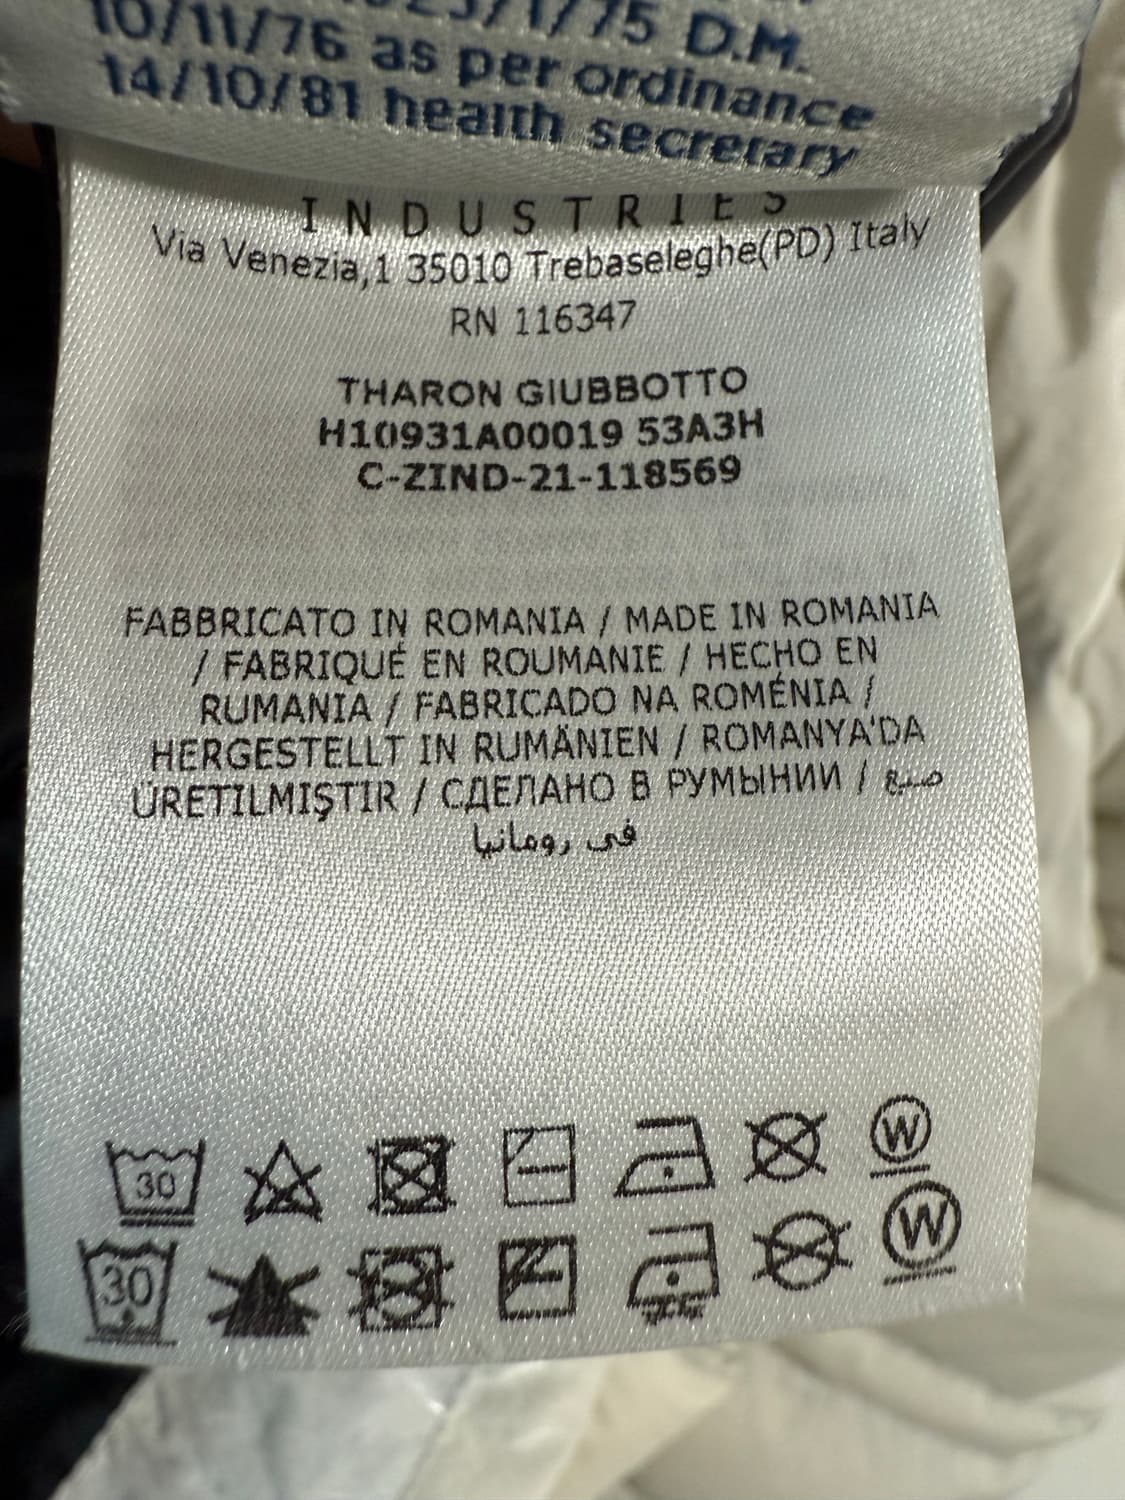 /1/75 D.M.
10/11/76 as per ordinance
14/10/81 health secretary
INDUSTRIES
Via Venezia,1 35010 Trebaseleghe(PD) Italy
RN 116347
THARON GIUBBOTTO
H10931A00019 53A3H
C-ZIND-21-118569
FABBRICATO IN ROMANIA / MADE IN ROMANIA
/ FABRIQUÉ EN ROUMANIE / HECHO EN
RUMANIA / FABRICADO NA ROMÉNIA /
HERGESTELLT IN RUMÄNIEN / ROMANYA'DA
ÜRETILMIŞTIR / СДЕЛАНО В РУМЫНИИ / صنع
في رومانيا
30 W
30 W